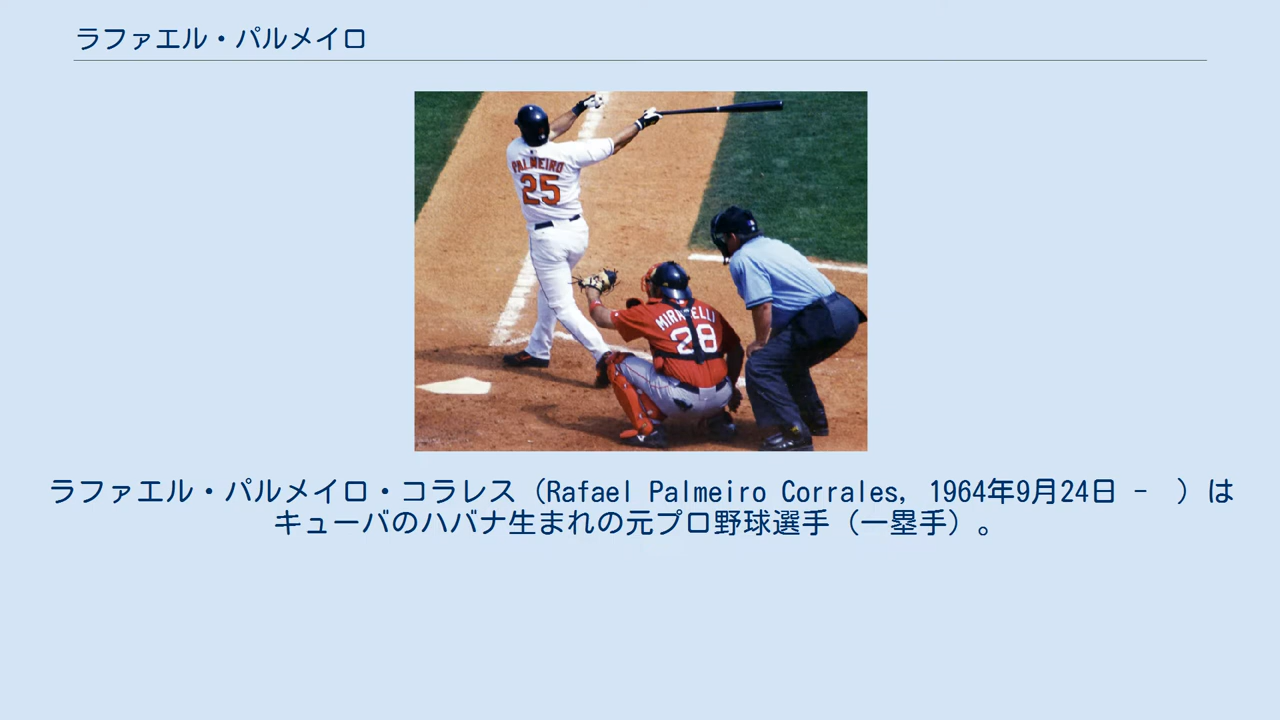 ラファエル・パルメイロ
PALMEIRO
25
MIRABELLI
28
ラファエル・パルメイロ・コラレス（Rafael Palmeiro Corrales, 1964年9月24日 - ）は
キューバのハバナ生まれの元プロ野球選手（一塁手）。